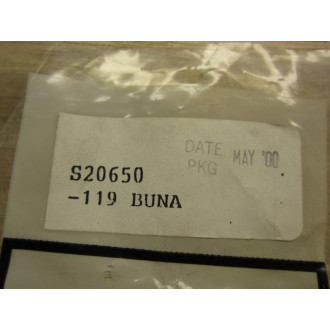 DATE MAY '00
PKG
S20650
-119 BUNA